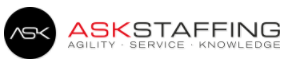 ASK
ASKSTAFFING
AGILITY · SERVICE · KNOWLEDGE